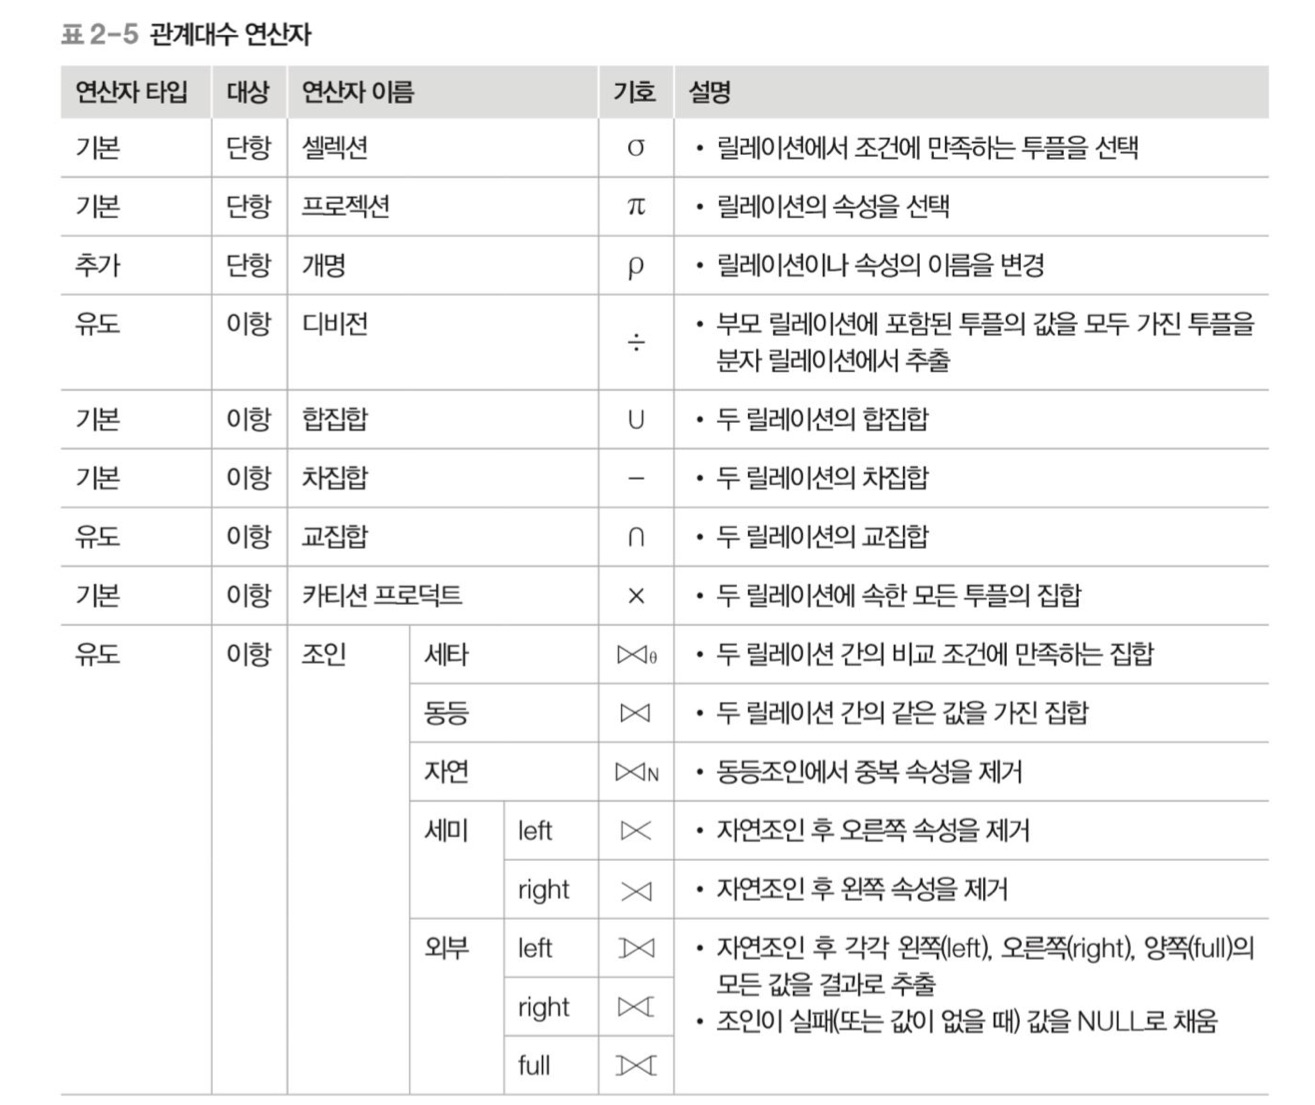 표 2-5 관계대수 연산자
연산자 타입 대상 연산자 이름 기호 설명
기본 단항 셀렉션 σ • 릴레이션에서 조건에 만족하는 투플을 선택
기본 단항 프로젝션 π • 릴레이션의 속성을 선택
추가 단항 개명 ρ • 릴레이션이나 속성의 이름을 변경
유도 이항 디비전 ÷ • 부모 릴레이션에 포함된 투플의 값을 모두 가진 투플을
분자 릴레이션에서 추출
기본 이항 합집합 ∪ • 두 릴레이션의 합집합
기본 이항 차집합 − • 두 릴레이션의 차집합
유도 이항 교집합 ∩ • 두 릴레이션의 교집합
기본 이항 카티션 프로덕트 × • 두 릴레이션에 속한 모든 투플의 집합
유도 이항 조인 세타 ⋈θ • 두 릴레이션 간의 비교 조건에 만족하는 집합
동등 ⋈ • 두 릴레이션 간의 같은 값을 가진 집합
자연 ⋈N • 동등조인에서 중복 속성을 제거
세미 left ⋉ • 자연조인 후 오른쪽 속성을 제거
right ⋊ • 자연조인 후 왼쪽 속성을 제거
외부 left ⟕ • 자연조인 후 각각 왼쪽(left), 오른쪽(right), 양쪽(full)의
모든 값을 결과로 추출
right ⟖ • 조인이 실패(또는 값이 없을 때) 값을 NULL로 채움
full ⟗